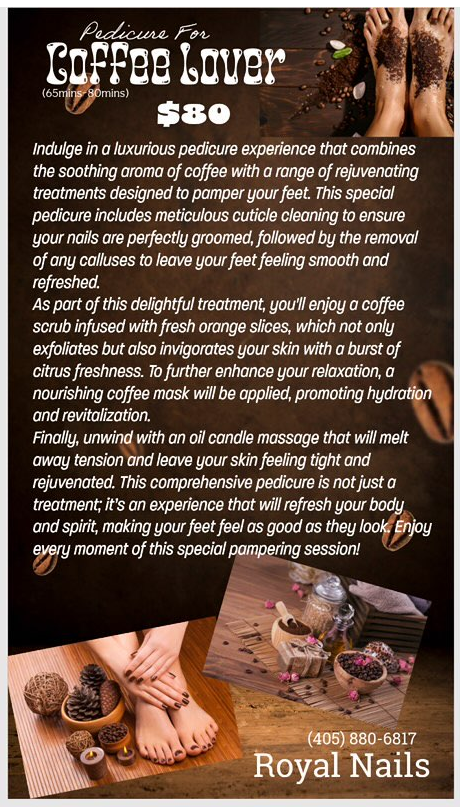 Pedicure For
Coffee Lover
(65mins-80mins)
$80
Indulge in a luxurious pedicure experience that combines
the soothing aroma of coffee with a range of rejuvenating
treatments designed to pamper your feet. This special
pedicure includes meticulous cuticle cleaning to ensure
your nails are perfectly groomed, followed by the removal
of any calluses to leave your feet feeling smooth and
refreshed.
As part of this delightful treatment, you'll enjoy a coffee
scrub infused with fresh orange slices, which not only
exfoliates but also invigorates your skin with a burst of
citrus freshness. To further enhance your relaxation, a
nourishing coffee mask will be applied, promoting hydration
and revitalization.
Finally, unwind with an oil candle massage that will melt
away tension and leave your skin feeling tight and
rejuvenated. This comprehensive pedicure is not just a
treatment; it's an experience that will refresh your body
and spirit, making your feet feel as good as they look. Enjoy
every moment of this special pampering session!
(405) 880-6817
Royal Nails